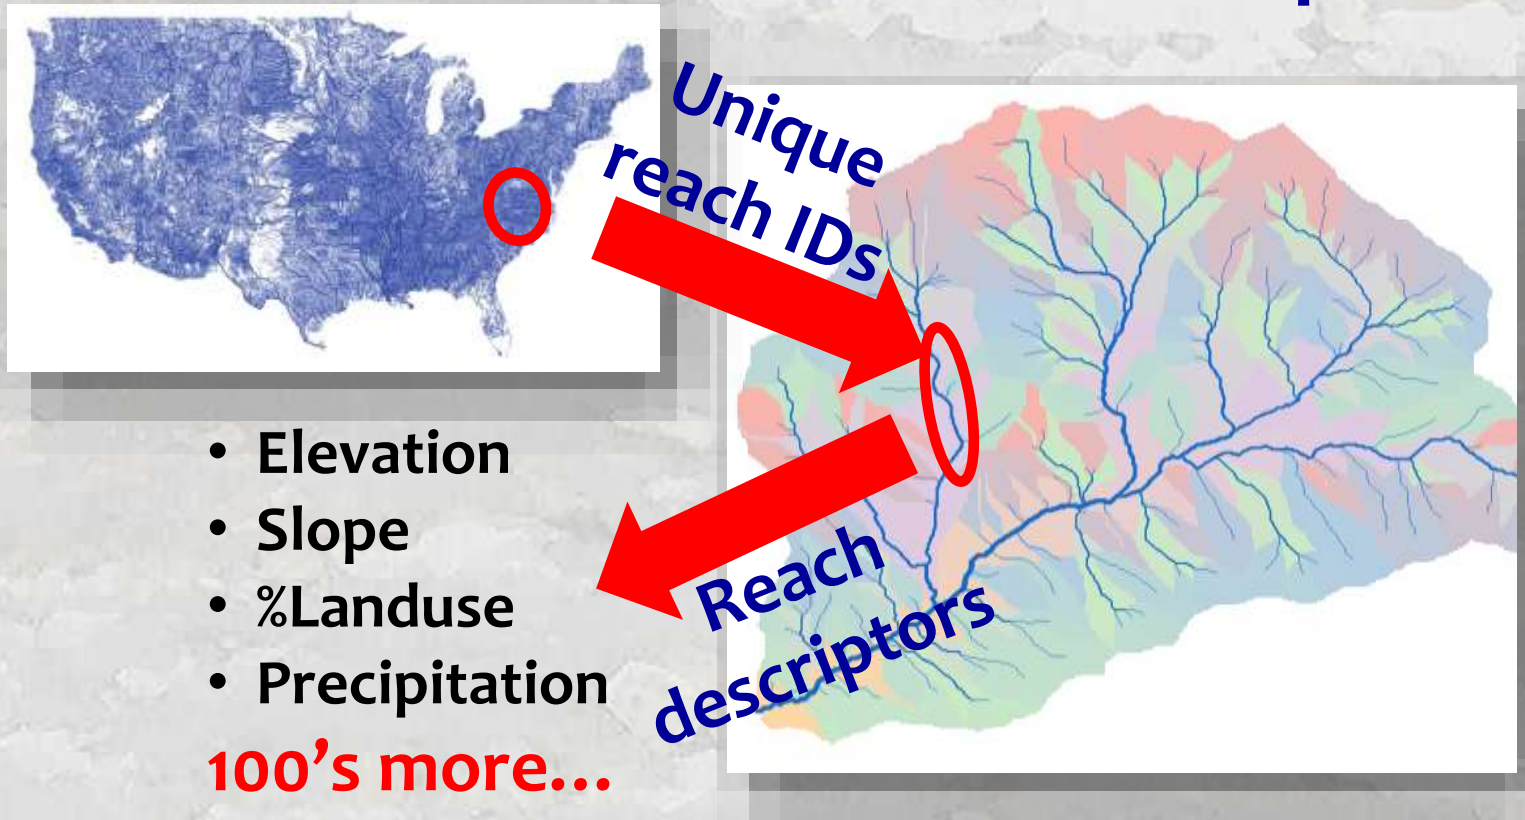 Unique
reach IDs
• Elevation
• Slope
• %Landuse
• Precipitation
100’s more...
Reach
descriptors